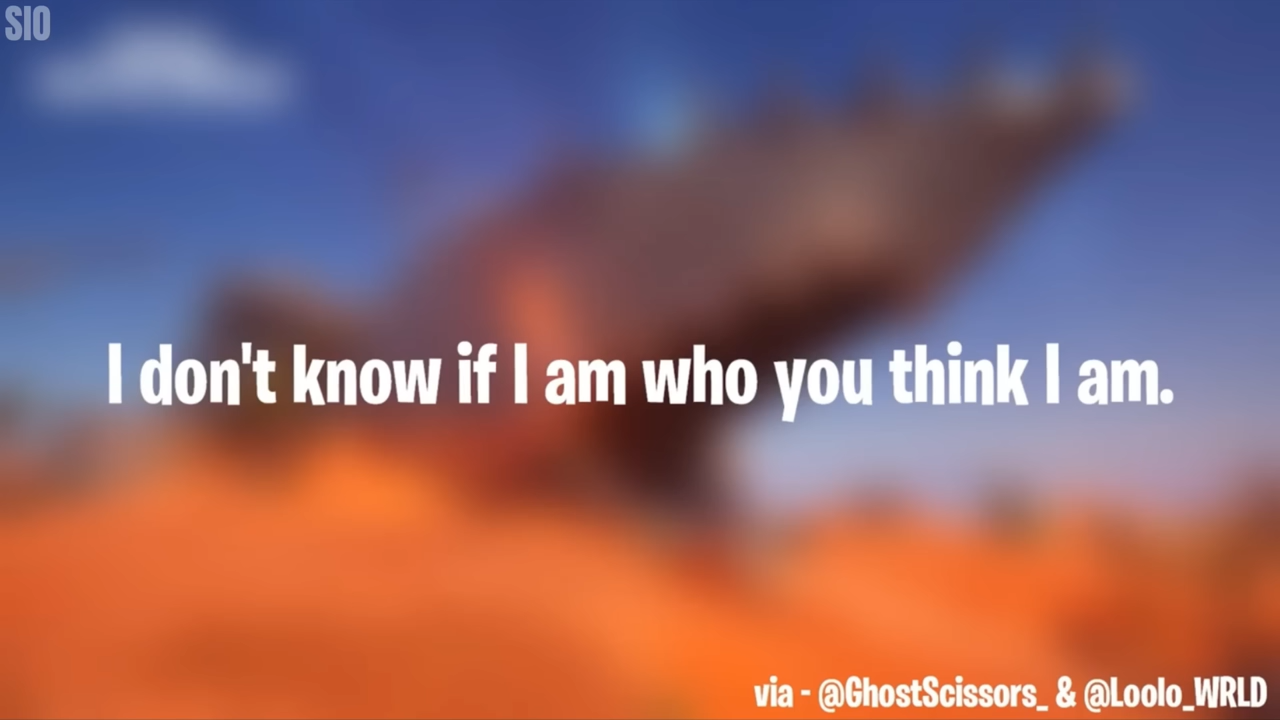 SIO
I don't know if I am who you think I am.
via - @GhostScissors_ & @Loolo_WRLD